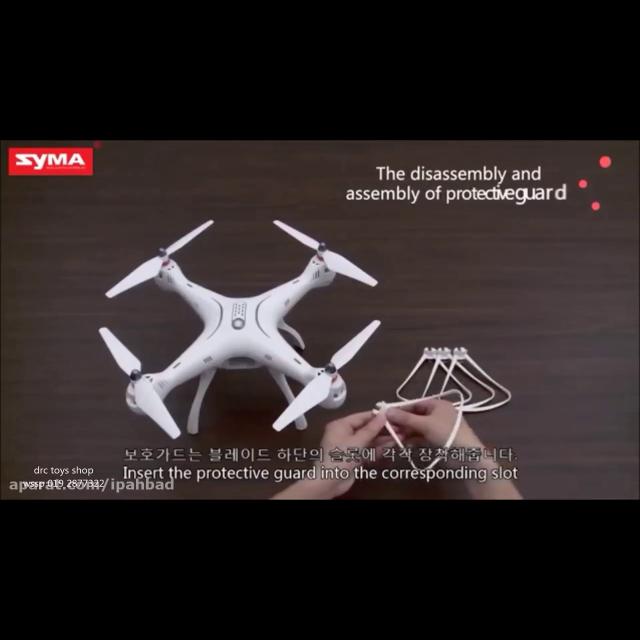 SYMA
The disassembly and
assembly of protective guard
보호가드는 블레이드 하단의 슬롯에 각각 장착해줍니다.
Insert the protective guard into the corresponding slot
drc toys shop
aparat.com/ipahbad